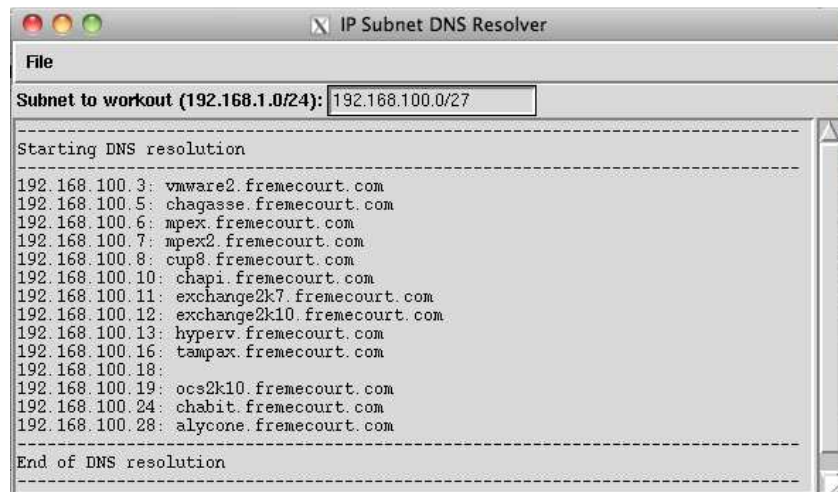 IP Subnet DNS Resolver
File
Subnet to workout (192.168.1.0/24): 192.168.100.0/27
--------------------------------------------------------------------------------
Starting DNS resolution
--------------------------------------------------------------------------------
192.168.100.3: vmware2.fremecourt.com
192.168.100.5: chagasse.fremecourt.com
192.168.100.6: mpex.fremecourt.com
192.168.100.7: mpex2.fremecourt.com
192.168.100.8: cup8.fremecourt.com
192.168.100.10: chapi.fremecourt.com
192.168.100.11: exchange2k7.fremecourt.com
192.168.100.12: exchange2k10.fremecourt.com
192.168.100.13: hyperv.fremecourt.com
192.168.100.16: tampax.fremecourt.com
192.168.100.18:
192.168.100.19: ocs2k10.fremecourt.com
192.168.100.24: chabit.fremecourt.com
192.168.100.28: alycone.fremecourt.com
--------------------------------------------------------------------------------
End of DNS resolution
--------------------------------------------------------------------------------